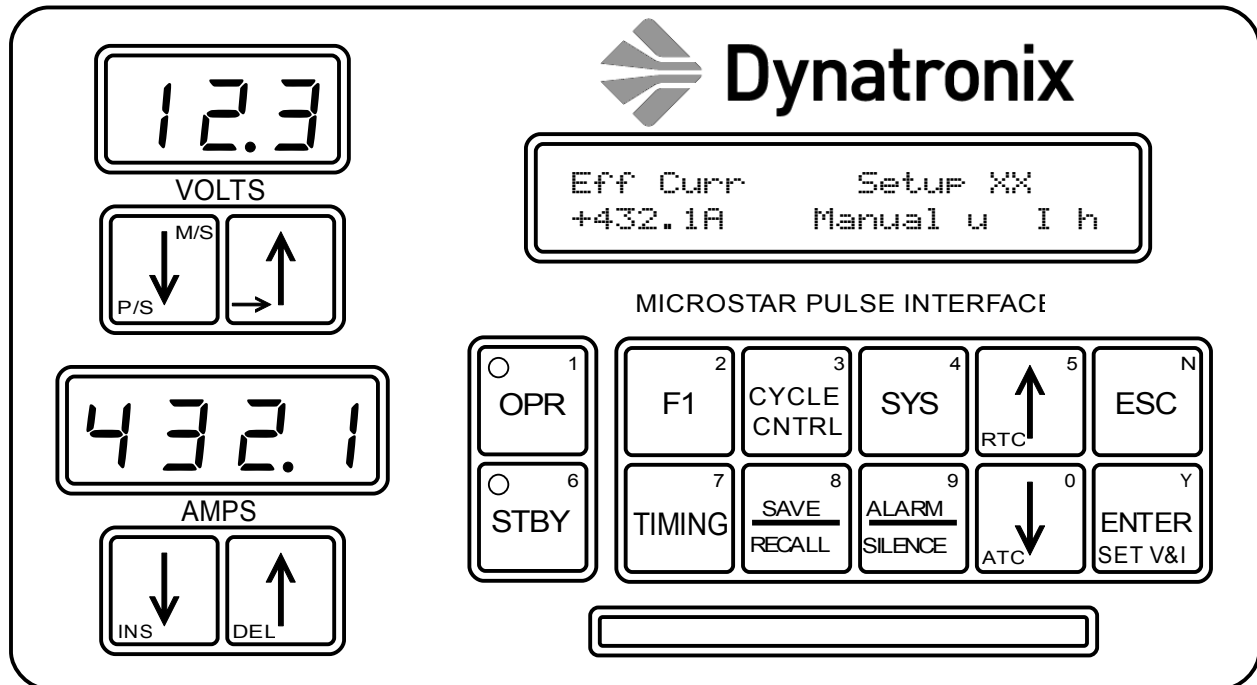 12.3
VOLTS
M/S
P/S
432.1
AMPS
INS
DEL
Dynatronix
Eff Curr Setup XX
+432.1A Manual u I h
MICROSTAR PULSE INTERFACE
1
OPR
2
F1
3
CYCLE
CNTRL
4
SYS
5
RTC
N
ESC
6
STBY
7
TIMING
8
SAVE
RECALL
9
ALARM
SILENCE
0
ATC
Y
ENTER
SET V&I